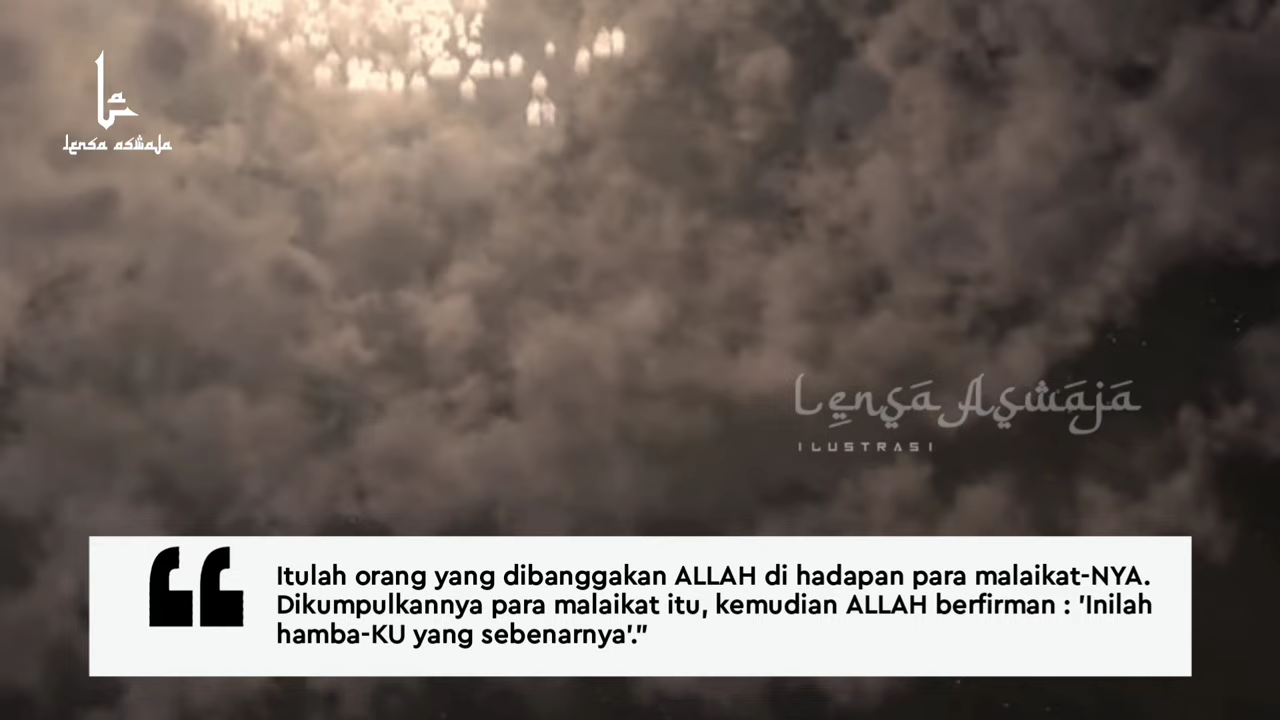 Lensa Aswaja
Lensa Aswaja
ILUSTRASI
Itulah orang yang dibanggakan ALLAH di hadapan para malaikat-NYA.
Dikumpulkannya para malaikat itu, kemudian ALLAH berfirman : 'Inilah
hamba-KU yang sebenarnya'."